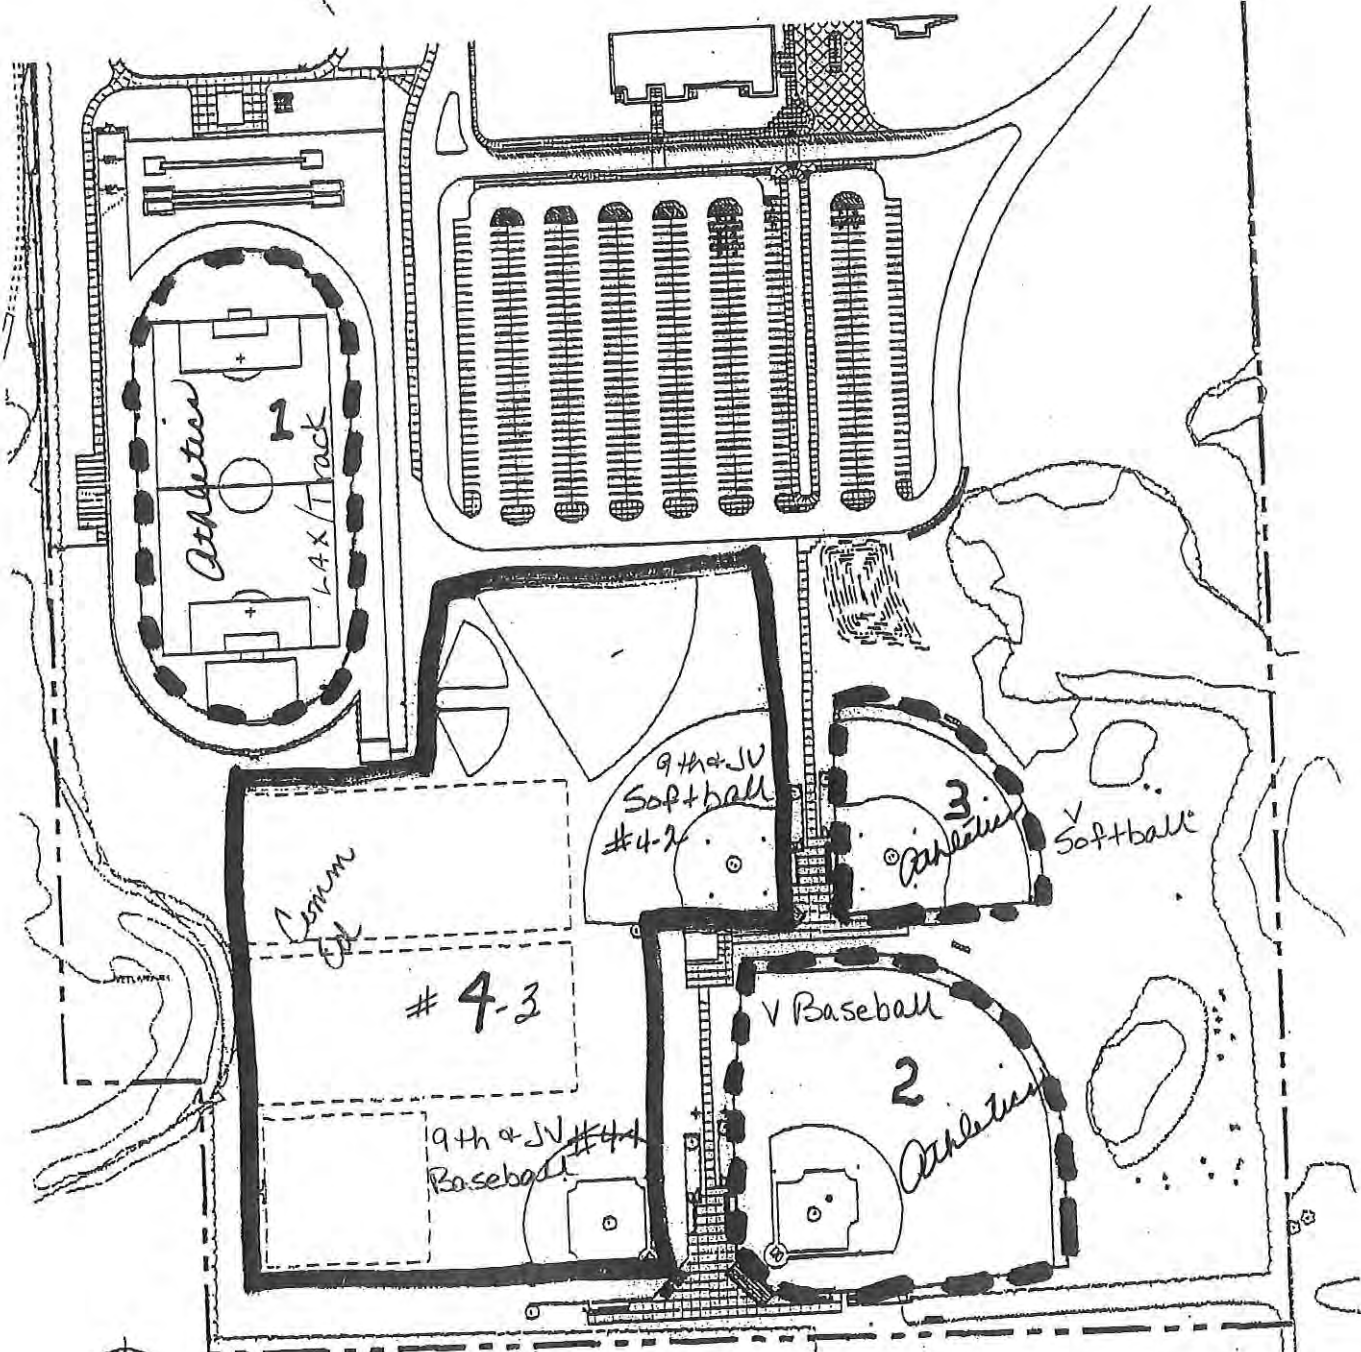 1
Athletics
LAX/Track
9th & JV
Softball
#4-2
3
Athletics
V
Softball
Comm
Ed
# 4-3
V Baseball
2
Athletics
9th & JV #4-1
Baseball